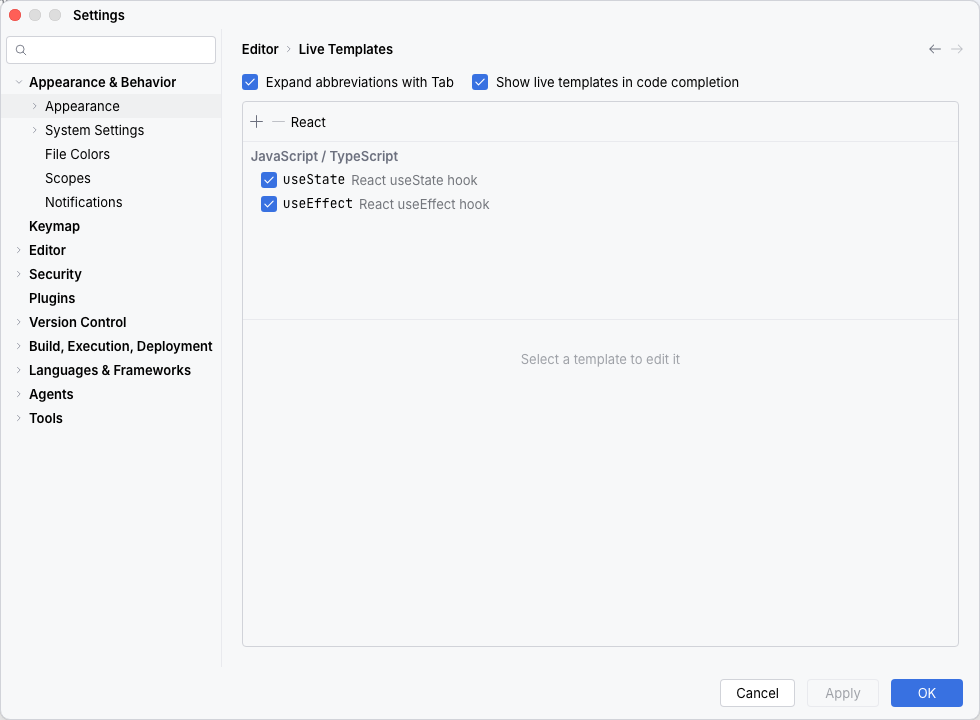 Settings
Appearance & Behavior
Appearance
System Settings
File Colors
Scopes
Notifications
Keymap
Editor
Security
Plugins
Version Control
Build, Execution, Deployment
Languages & Frameworks
Agents
Tools
Editor › Live Templates
Expand abbreviations with Tab
Show live templates in code completion
React
JavaScript / TypeScript
useState React useState hook
useEffect React useEffect hook
Select a template to edit it
Cancel
Apply
OK